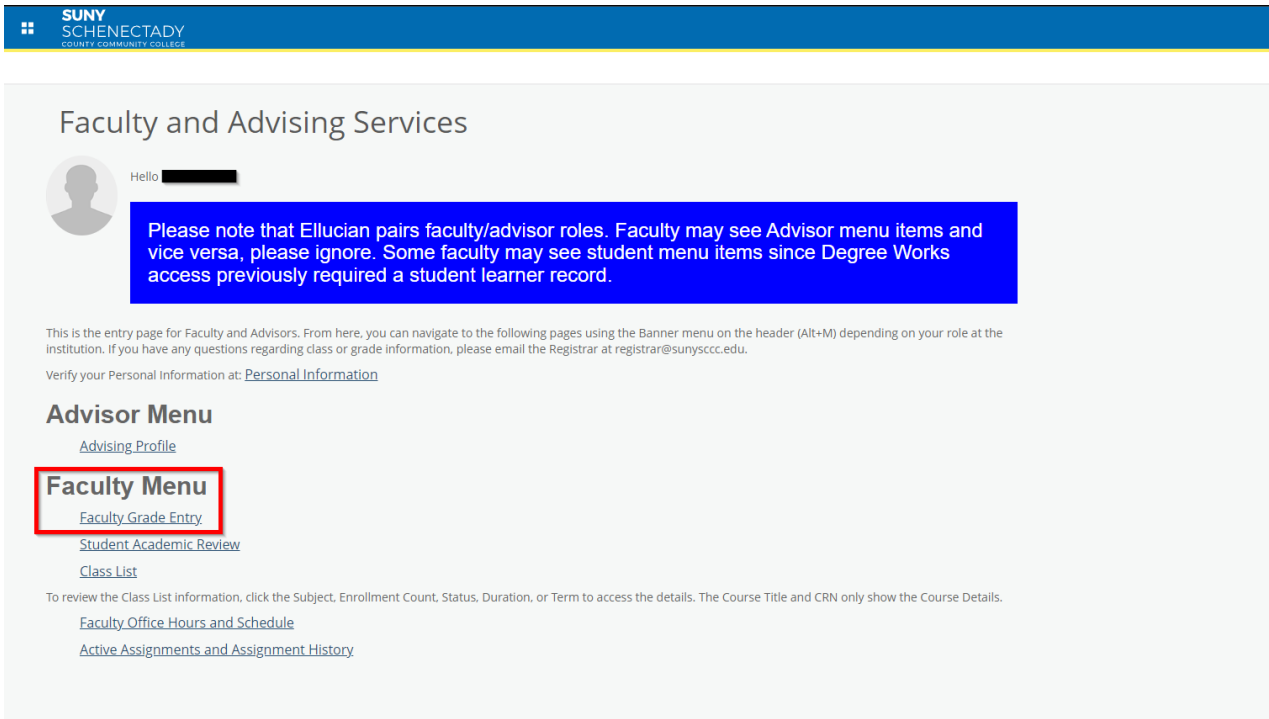 SUNY
SCHENECTADY
COUNTY COMMUNITY COLLEGE
Faculty and Advising Services
Hello
Please note that Ellucian pairs faculty/advisor roles. Faculty may see Advisor menu items and
vice versa, please ignore. Some faculty may see student menu items since Degree Works
access previously required a student learner record.
This is the entry page for Faculty and Advisors. From here, you can navigate to the following pages using the Banner menu on the header (Alt+M) depending on your role at the
institution. If you have any questions regarding class or grade information, please email the Registrar at registrar@sunysccc.edu.
Verify your Personal Information at: Personal Information
Advisor Menu
Advising Profile
Faculty Menu
Faculty Grade Entry
Student Academic Review
Class List
To review the Class List information, click the Subject, Enrollment Count, Status, Duration, or Term to access the details. The Course Title and CRN only show the Course Details.
Faculty Office Hours and Schedule
Active Assignments and Assignment History